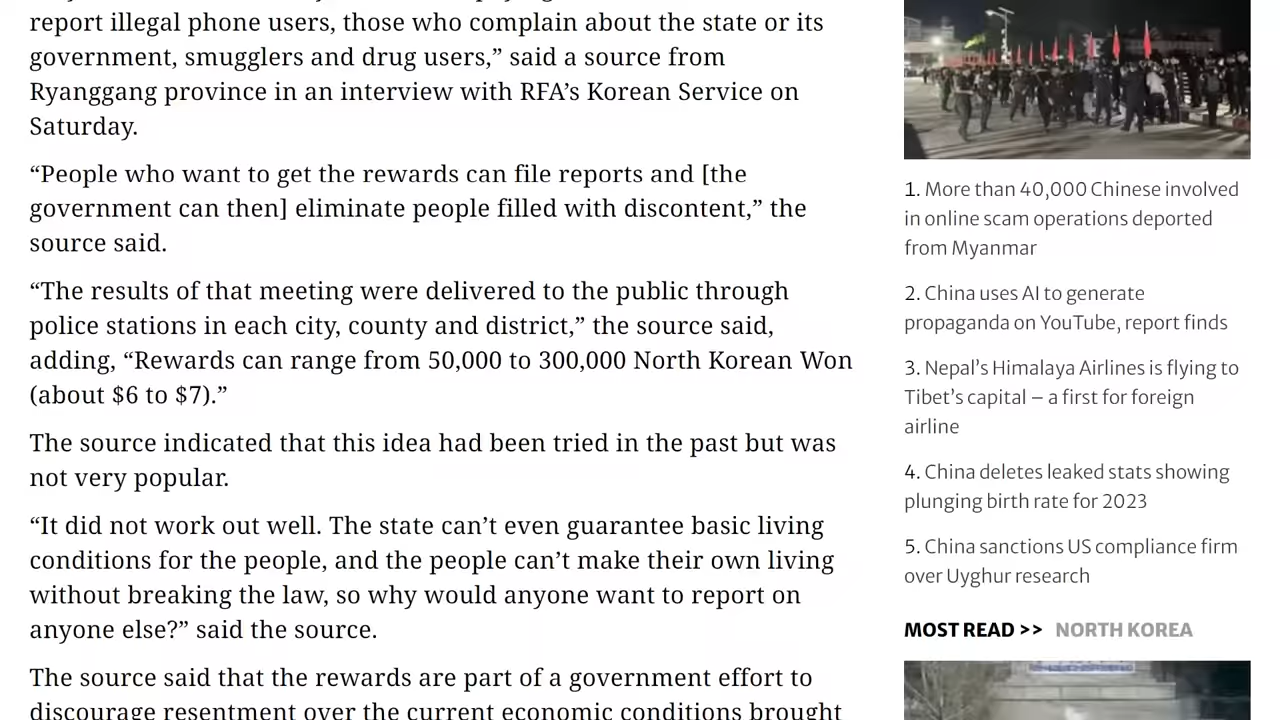 report illegal phone users, those who complain about the state or its
government, smugglers and drug users,” said a source from
Ryanggang province in an interview with RFA’s Korean Service on
Saturday.
“People who want to get the rewards can file reports and [the
government can then] eliminate people filled with discontent,” the
source said.
“The results of that meeting were delivered to the public through
police stations in each city, county and district,” the source said,
adding, “Rewards can range from 50,000 to 300,000 North Korean Won
(about $6 to $7).”
The source indicated that this idea had been tried in the past but was
not very popular.
“It did not work out well. The state can’t even guarantee basic living
conditions for the people, and the people can’t make their own living
without breaking the law, so why would anyone want to report on
anyone else?” said the source.
The source said that the rewards are part of a government effort to
discourage resentment over the current economic conditions brought
1. More than 40,000 Chinese involved
in online scam operations deported
from Myanmar
2. China uses AI to generate
propaganda on YouTube, report finds
3. Nepal’s Himalaya Airlines is flying to
Tibet’s capital – a first for foreign
airline
4. China deletes leaked stats showing
plunging birth rate for 2023
5. China sanctions US compliance firm
over Uyghur research
MOST READ >> NORTH KOREA